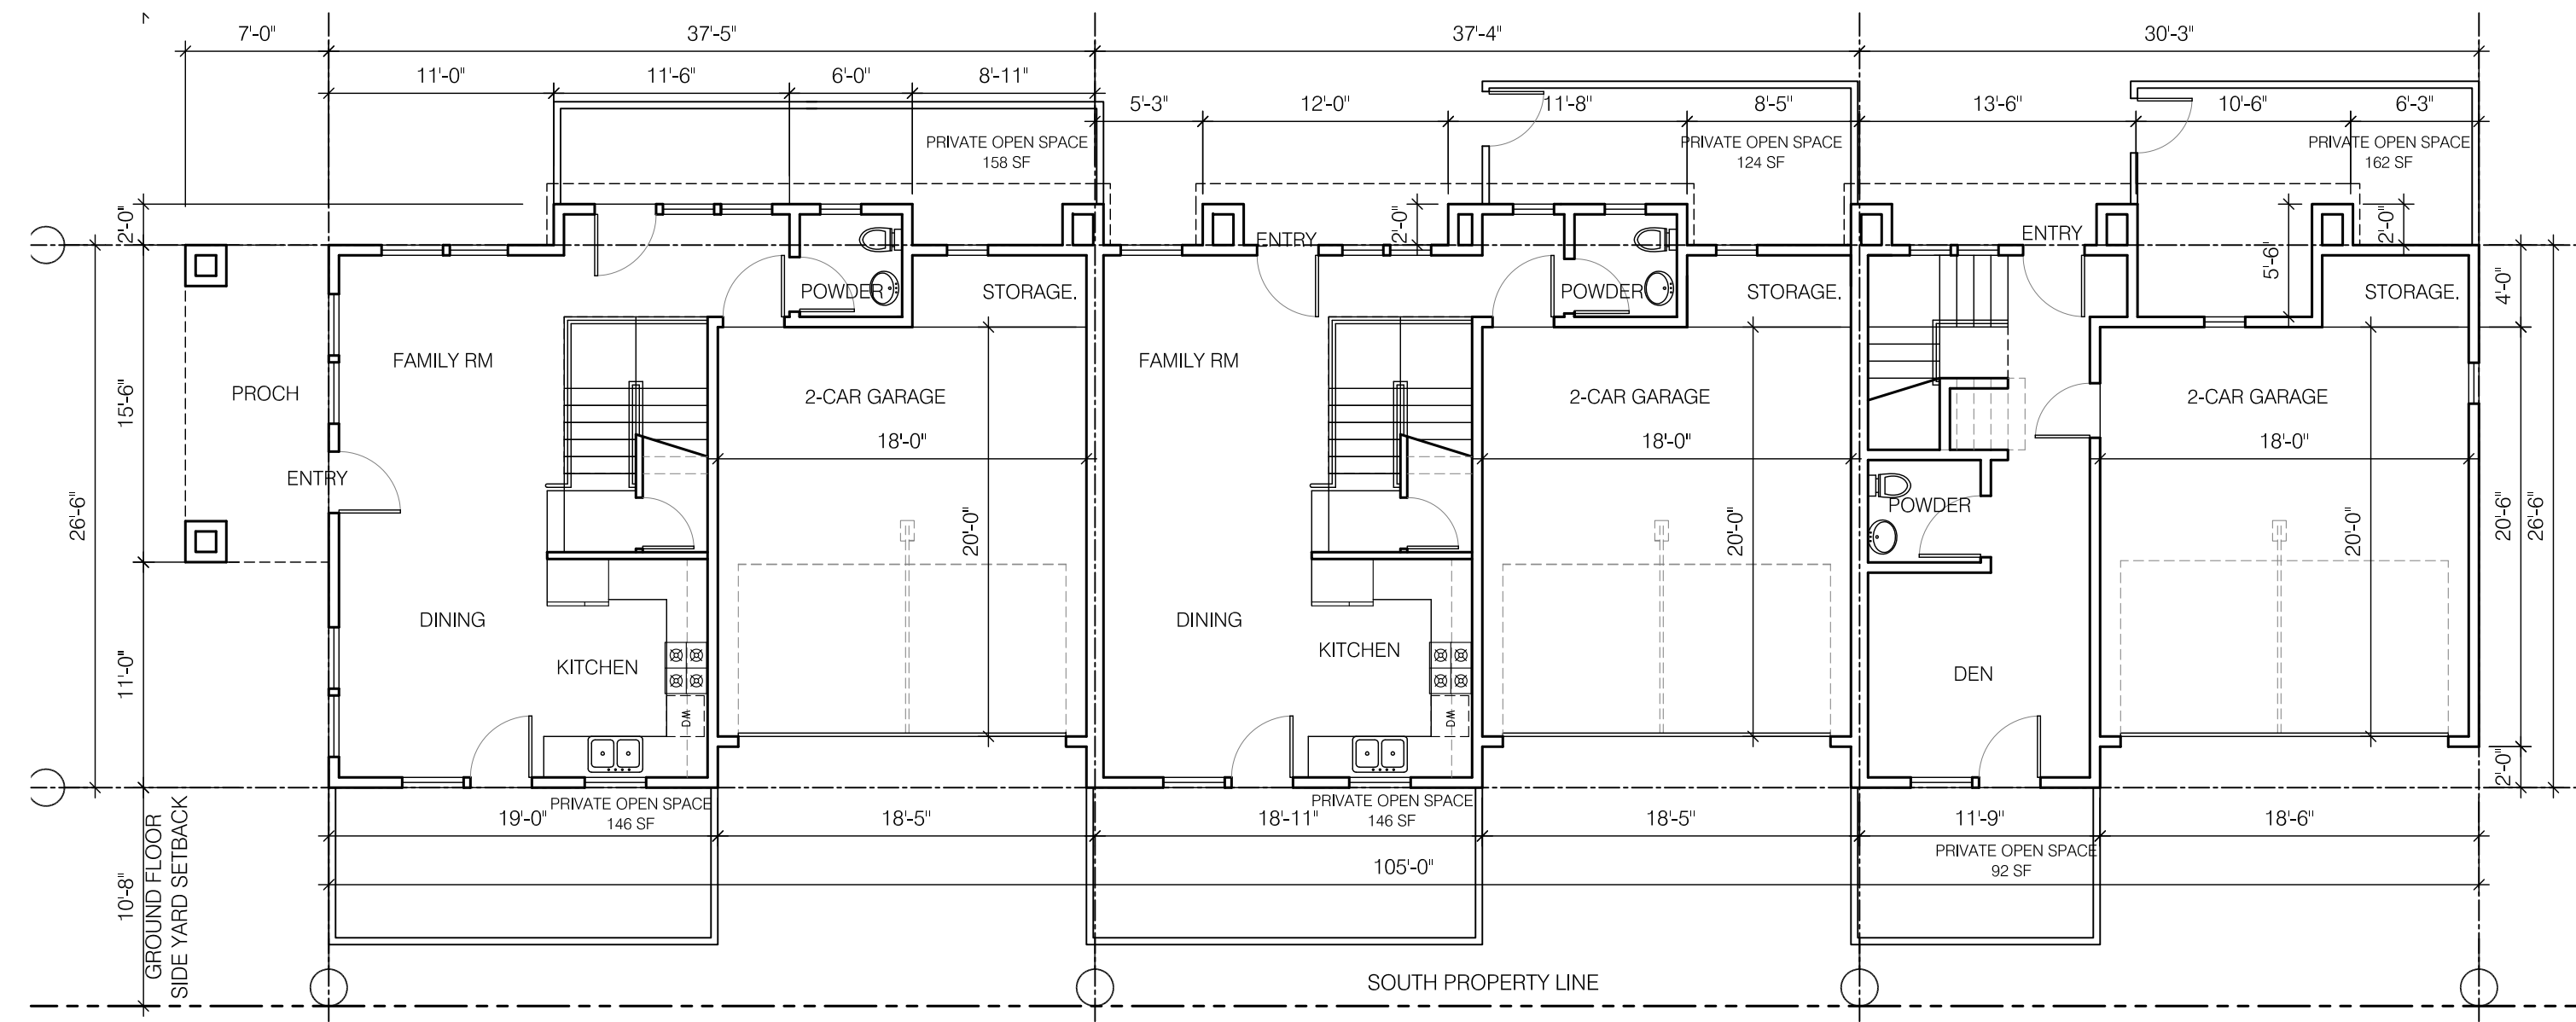 7'-0"
37'-5"
37'-4"
30'-3"
11'-0"
11'-6"
6'-0"
8'-11"
5'-3"
12'-0"
11'-8"
8'-5"
13'-6"
10'-6"
6'-3"
PRIVATE OPEN SPACE
158 SF
PRIVATE OPEN SPACE
124 SF
PRIVATE OPEN SPACE
162 SF
2'-0"
2'-0"
2'-0"
5'-6"
ENTRY
ENTRY
POWDER
STORAGE.
POWDER
STORAGE.
STORAGE.
4'-0"
FAMILY RM
FAMILY RM
PROCH
15'-6"
2-CAR GARAGE
2-CAR GARAGE
2-CAR GARAGE
18'-0"
18'-0"
18'-0"
ENTRY
26'-6"
20'-0"
20'-0"
POWDER
20'-0"
20'-6"
26'-6"
DINING
DINING
KITCHEN
KITCHEN
DEN
11'-0"
DW
DW
2'-0"
PRIVATE OPEN SPACE
146 SF
PRIVATE OPEN SPACE
146 SF
19'-0"
18'-5"
18'-11"
18'-5"
11'-9"
18'-6"
PRIVATE OPEN SPACE
92 SF
105'-0"
10'-8"
GROUND FLOOR
SIDE YARD SETBACK
SOUTH PROPERTY LINE